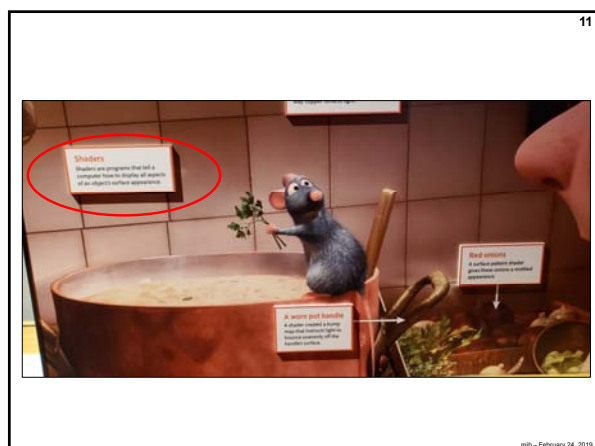 11
Shaders
Shaders are programs that tell a
computer how to display all aspects
of an object's surface appearance.
Red onions
A surface pattern shader
gives these onions a mottled
appearance.
A worn pot handle
A shader created a bump
map that instructs light to
bounce unevenly off the
handle's surface.
mjb – February 24, 2019